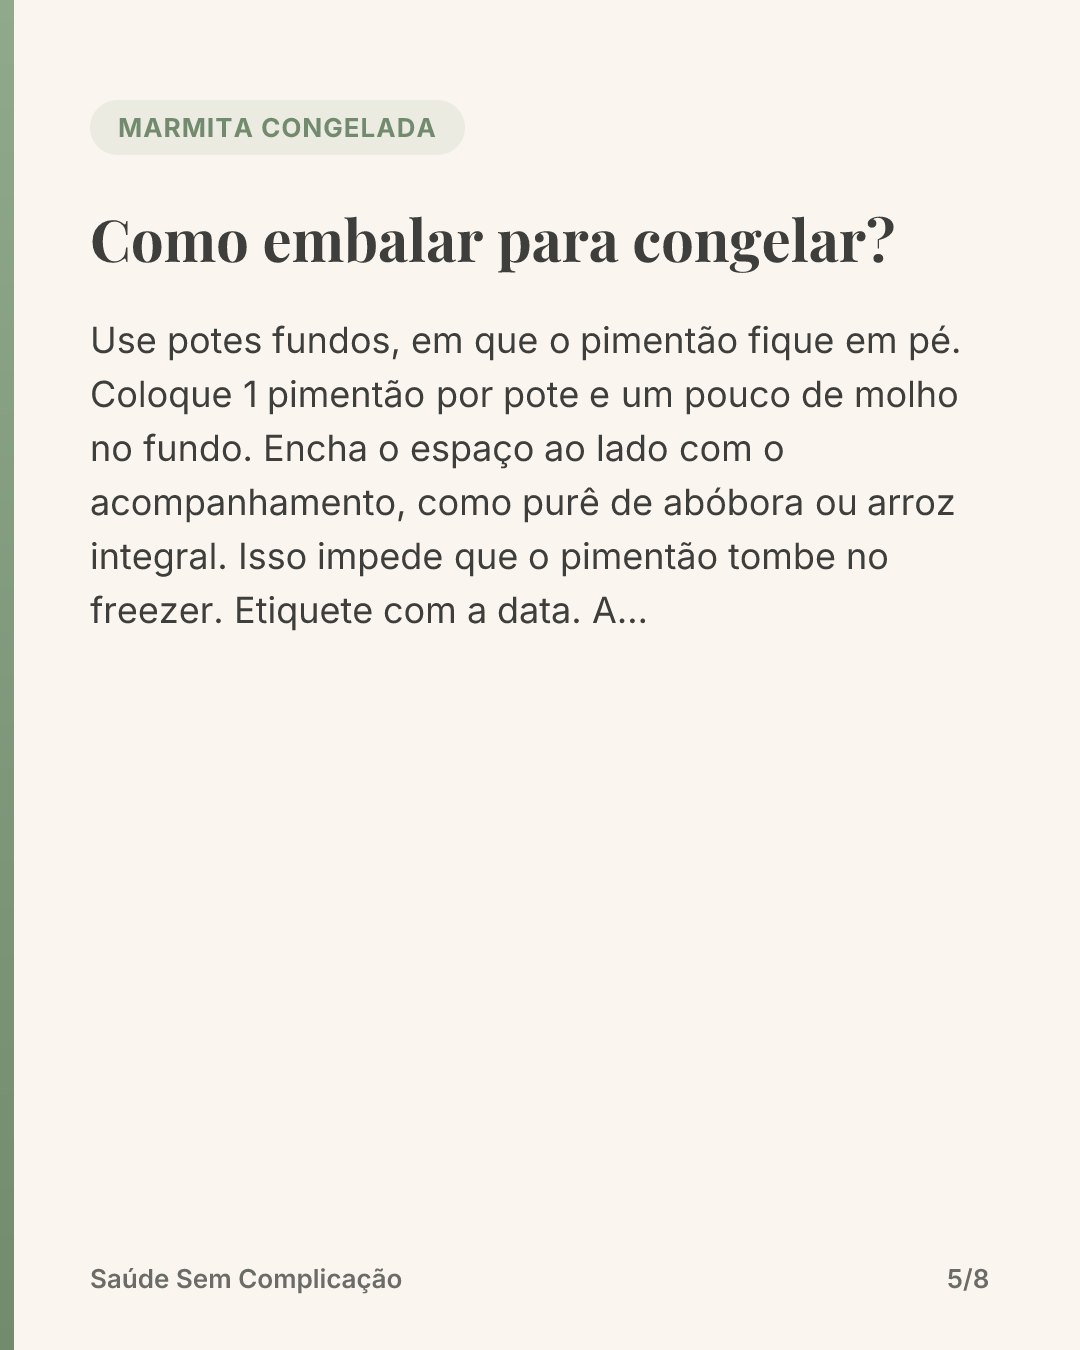 MARMITA CONGELADA
Como embalar para congelar?
Use potes fundos, em que o pimentão fique em pé.
Coloque 1 pimentão por pote e um pouco de molho
no fundo. Encha o espaço ao lado com o
acompanhamento, como purê de abóbora ou arroz
integral. Isso impede que o pimentão tombe no
freezer. Etiquete com a data. A...
Saúde Sem Complicação
5/8